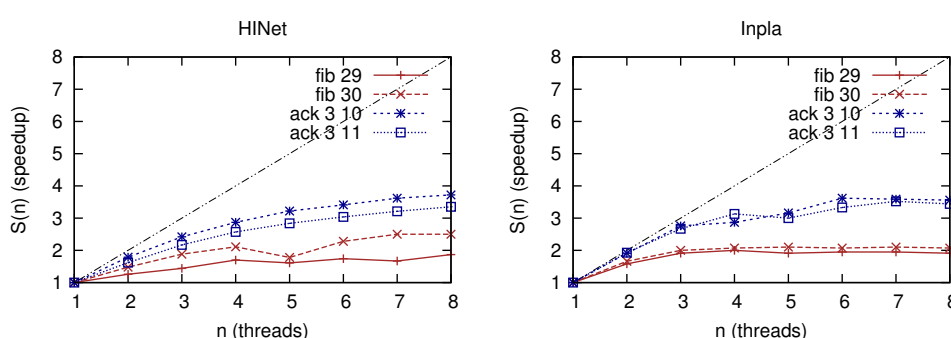 HINet
S(n) (speedup)
8
7
6
5
4
3
2
1
fib 29
fib 30
ack 3 10
ack 3 11
1 2 3 4 5 6 7 8
n (threads)
Inpla
S(n) (speedup)
8
7
6
5
4
3
2
1
fib 29
fib 30
ack 3 10
ack 3 11
1 2 3 4 5 6 7 8
n (threads)